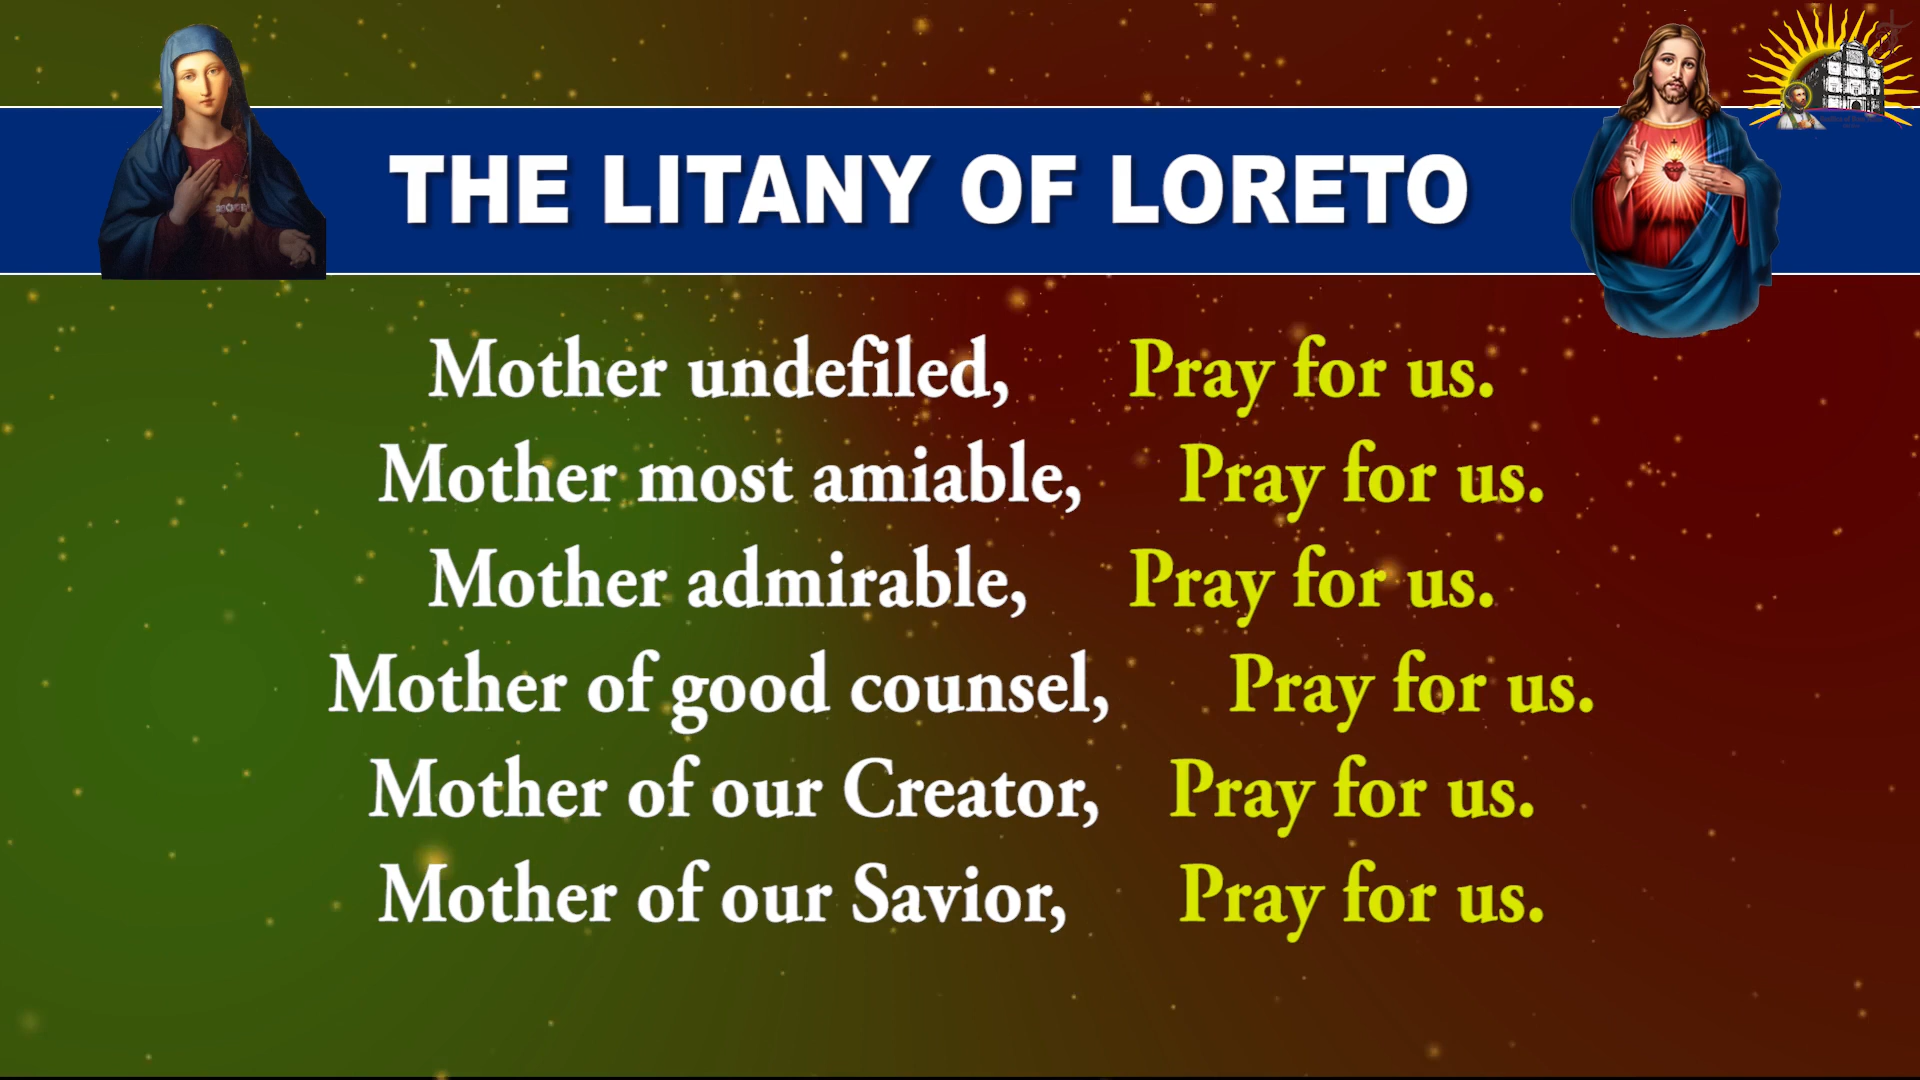 THE LITANY OF LORETO
Mother undefiled, Pray for us.
Mother most amiable, Pray for us.
Mother admirable, Pray for us.
Mother of good counsel, Pray for us.
Mother of our Creator, Pray for us.
Mother of our Savior, Pray for us.